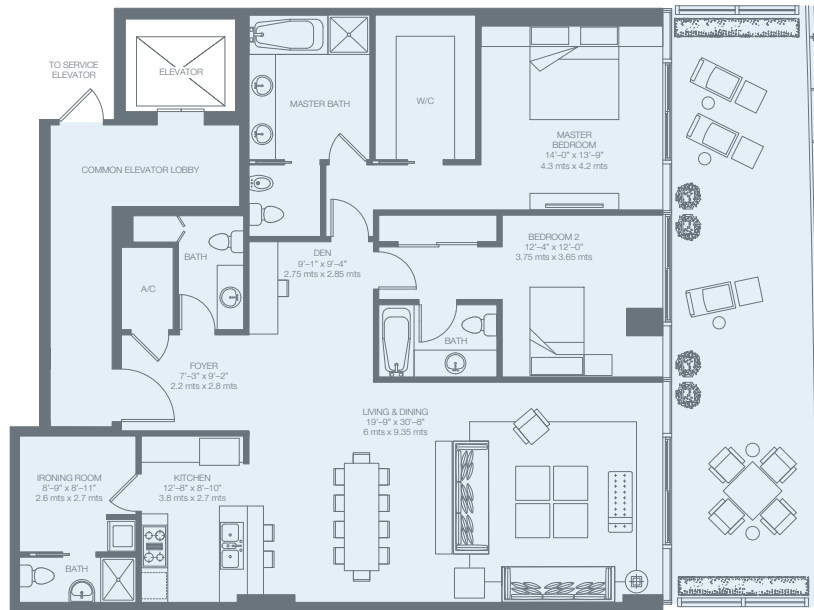 TO SERVICE
ELEVATOR
ELEVATOR
MASTER BATH
W/C
MASTER
BEDROOM
14'–0" x 13'–9"
4.3 mts x 4.2 mts
COMMON ELEVATOR LOBBY
BATH
A/C
DEN
9'–1" x 9'–4"
2.75 mts x 2.85 mts
BEDROOM 2
12'–4" x 12'–0"
3.75 mts x 3.65 mts
BATH
FOYER
7'–3" x 9'–2"
2.2 mts x 2.8 mts
LIVING & DINING
19'–9" x 30'–8"
6 mts x 9.35 mts
IRONING ROOM
8'–9" x 8'–11"
2.6 mts x 2.7 mts
KITCHEN
12'–8" x 8'–10"
3.8 mts x 2.7 mts
BATH